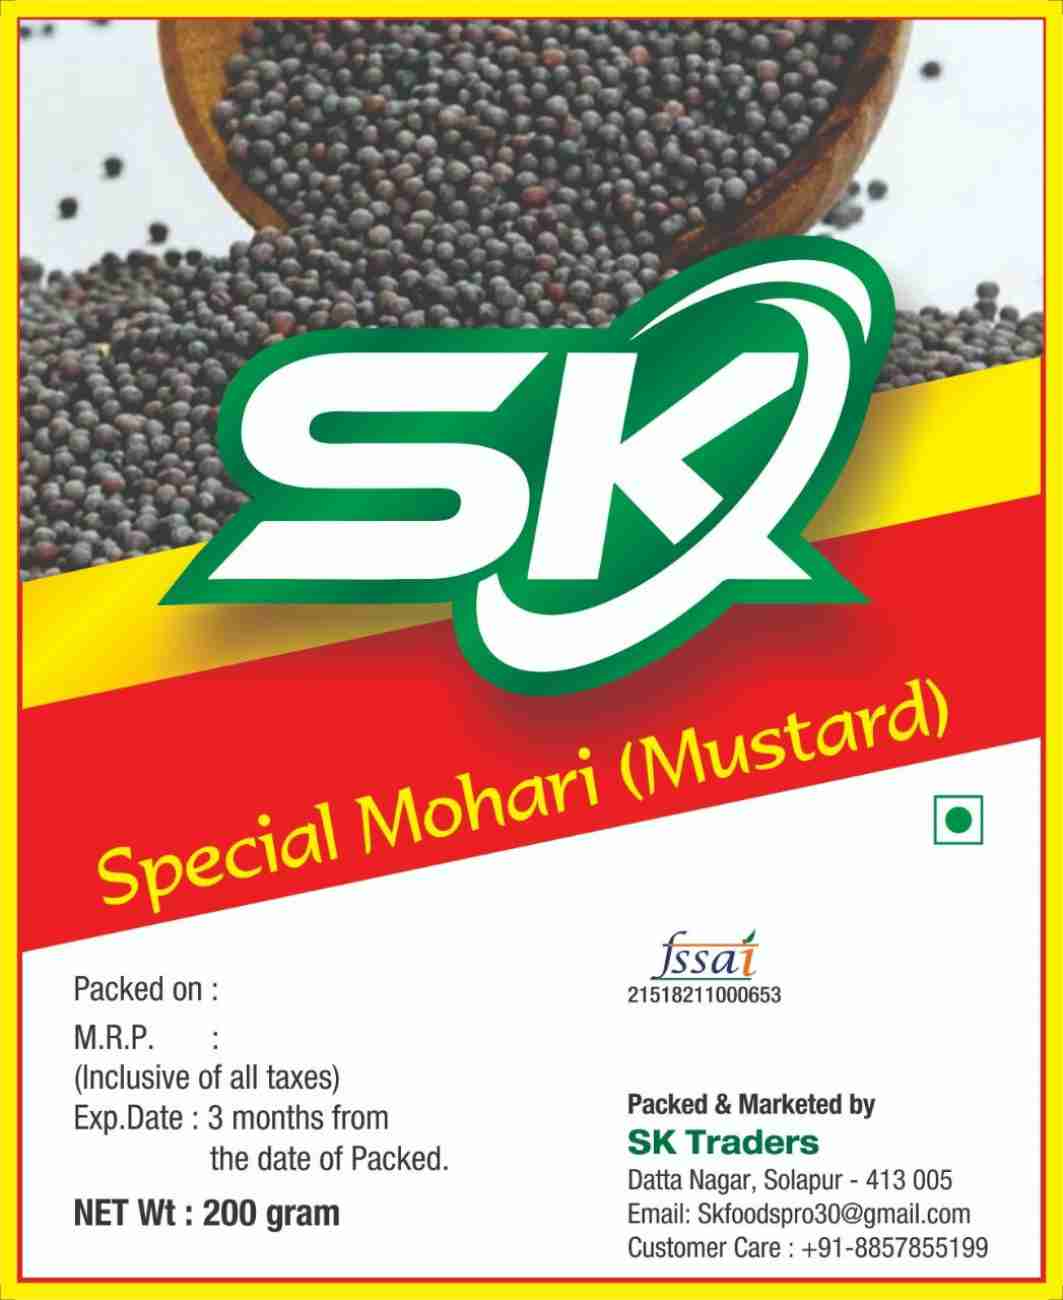 SK
Special Mohari (Mustard)
Packed on :
M.R.P. :
(Inclusive of all taxes)
Exp.Date : 3 months from
the date of Packed.
NET Wt : 200 gram
fssai
21518211000653
Packed & Marketed by
SK Traders
Datta Nagar, Solapur - 413 005
Email: Skfoodspro30@gmail.com
Customer Care : +91-8857855199